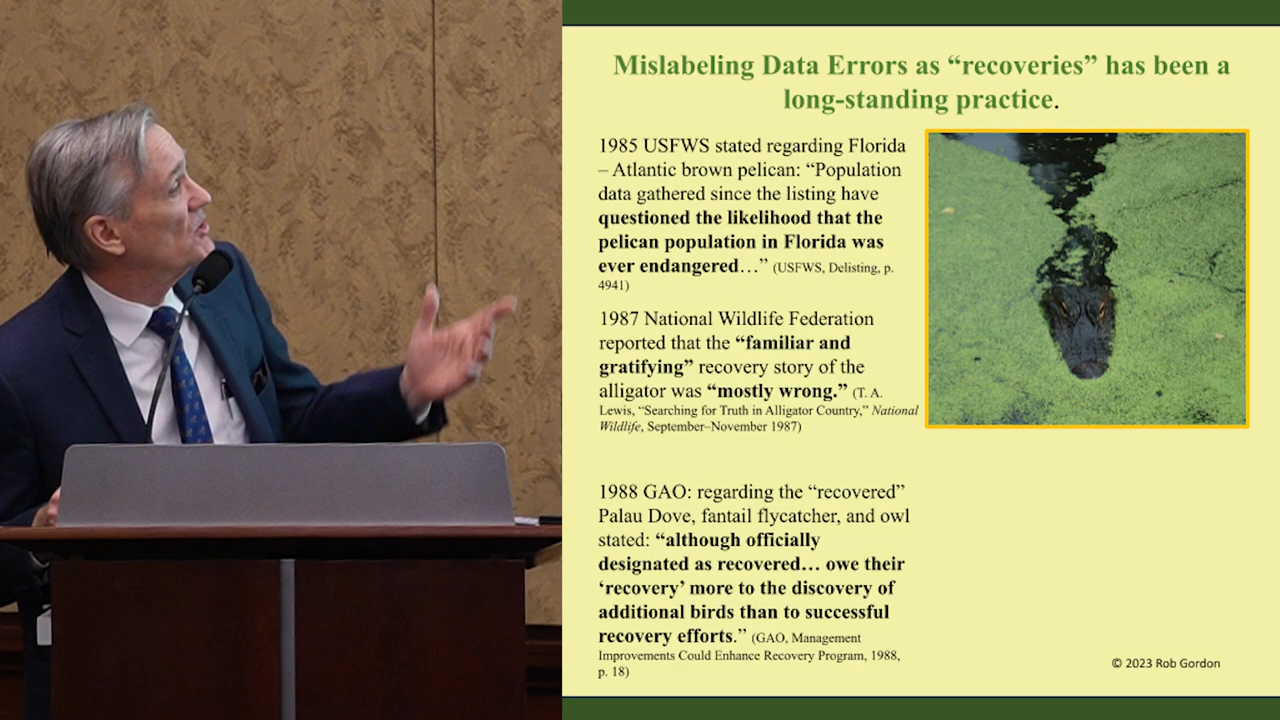 Mislabeling Data Errors as “recoveries” has been a
long-standing practice.
1985 USFWS stated regarding Florida
– Atlantic brown pelican: “Population
data gathered since the listing have
questioned the likelihood that the
pelican population in Florida was
ever endangered…” (USFWS, Delisting, p.
4941)
1987 National Wildlife Federation
reported that the “familiar and
gratifying” recovery story of the
alligator was “mostly wrong.” (T. A.
Lewis, “Searching for Truth in Alligator Country,” National
Wildlife, September–November 1987)
1988 GAO: regarding the “recovered”
Palau Dove, fantail flycatcher, and owl
stated: “although officially
designated as recovered… owe their
‘recovery’ more to the discovery of
additional birds than to successful
recovery efforts.” (GAO, Management
Improvements Could Enhance Recovery Program, 1988,
p. 18)
© 2023 Rob Gordon